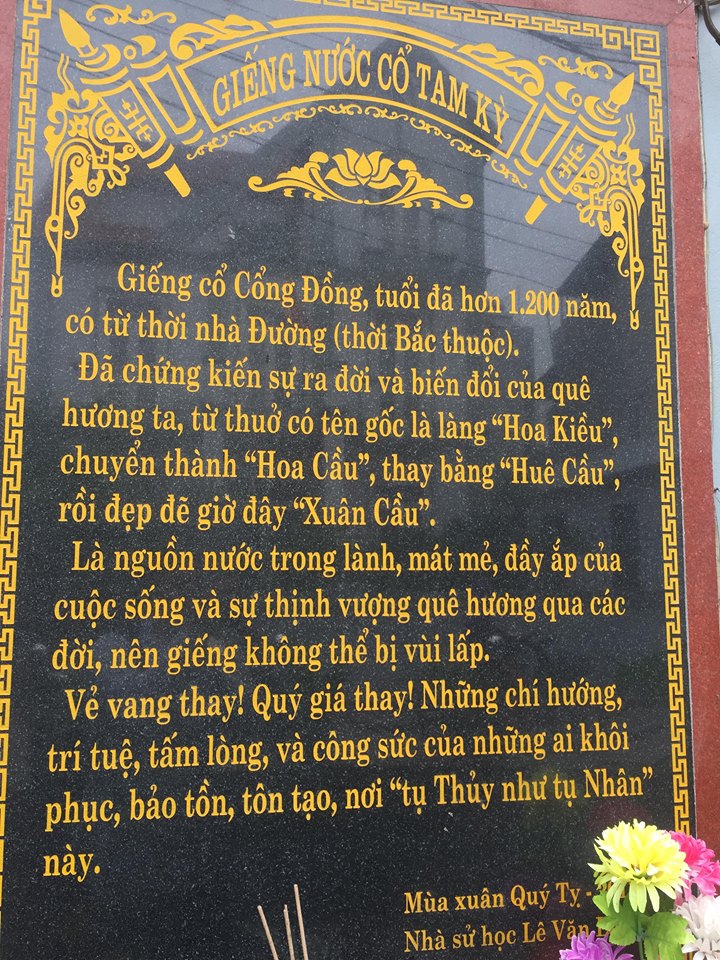 GIẾNG NƯỚC CỔ TAM KỲ
Giếng cổ Cổng Đồng, tuổi đã hơn 1.200 năm,
có từ thời nhà Đường (thời Bắc thuộc).
Đã chứng kiến sự ra đời và biến đổi của quê
hương ta, từ thuở có tên gốc là làng “Hoa Kiều”,
chuyển thành “Hoa Cầu”, thay bằng “Huê Cầu”,
rồi đẹp đẽ giờ đây “Xuân Cầu”.
Là nguồn nước trong lành, mát mẻ, đầy ắp của
cuộc sống và sự thịnh vượng quê hương qua các
đời, nên giếng không thể bị vùi lấp.
Vẻ vang thay! Quý giá thay! Những chí hướng,
trí tuệ, tấm lòng, và công sức của những ai khôi
phục, bảo tồn, tôn tạo, nơi “tụ Thủy như tụ Nhân”
này.
Mùa xuân Quý Tỵ -
Nhà sử học Lê Văn